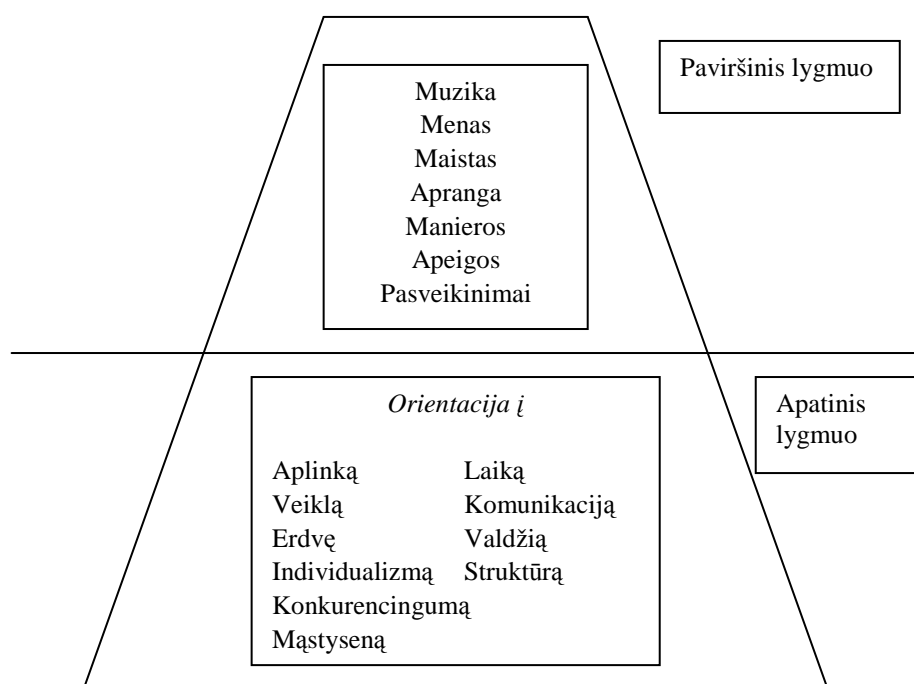 Paviršinis lygmuo
Muzika
Menas
Maistas
Apranga
Manieros
Apeigos
Pasveikinimai
Orientacija į
Aplinką Laiką
Veiklą Komunikaciją
Erdvę Valdžią
Individualizmą Struktūrą
Konkurencingumą
Mąstyseną
Apatinis
lygmuo